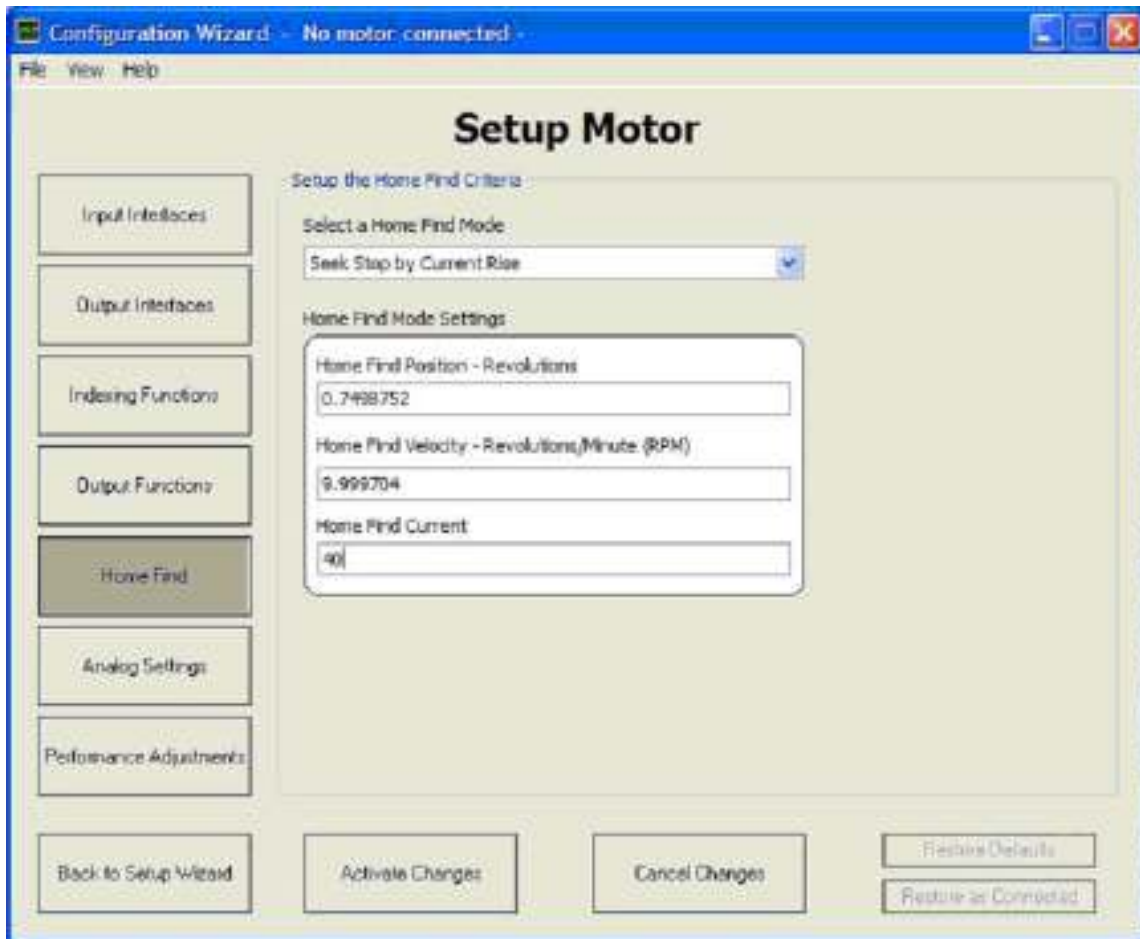 Configuration Wizard - No motor connected -
File View Help
Setup Motor
Input Interfaces
Output Interfaces
Indexing Functions
Output Functions
Home Find
Analog Settings
Performance Adjustments
Setup the Home Find Criteria
Select a Home Find Mode
Seek Stop by Current Rise
Home Find Mode Settings
Home Find Position - Revolutions
0.7498752
Home Find Velocity - Revolutions/Minute (RPM)
9.999704
Home Find Current
40
Back to Setup Wizard
Activate Changes
Cancel Changes
Restore Defaults
Restore as Connected